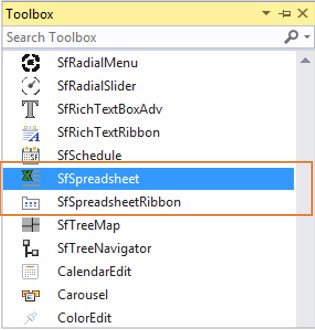 Toolbox
Search Toolbox
SfRadialMenu
SfRadialSlider
SfRichTextBoxAdv
SfRichTextRibbon
SfSchedule
SfSpreadsheet
SfSpreadsheetRibbon
SfTreeMap
SfTreeNavigator
CalendarEdit
Carousel
ColorEdit